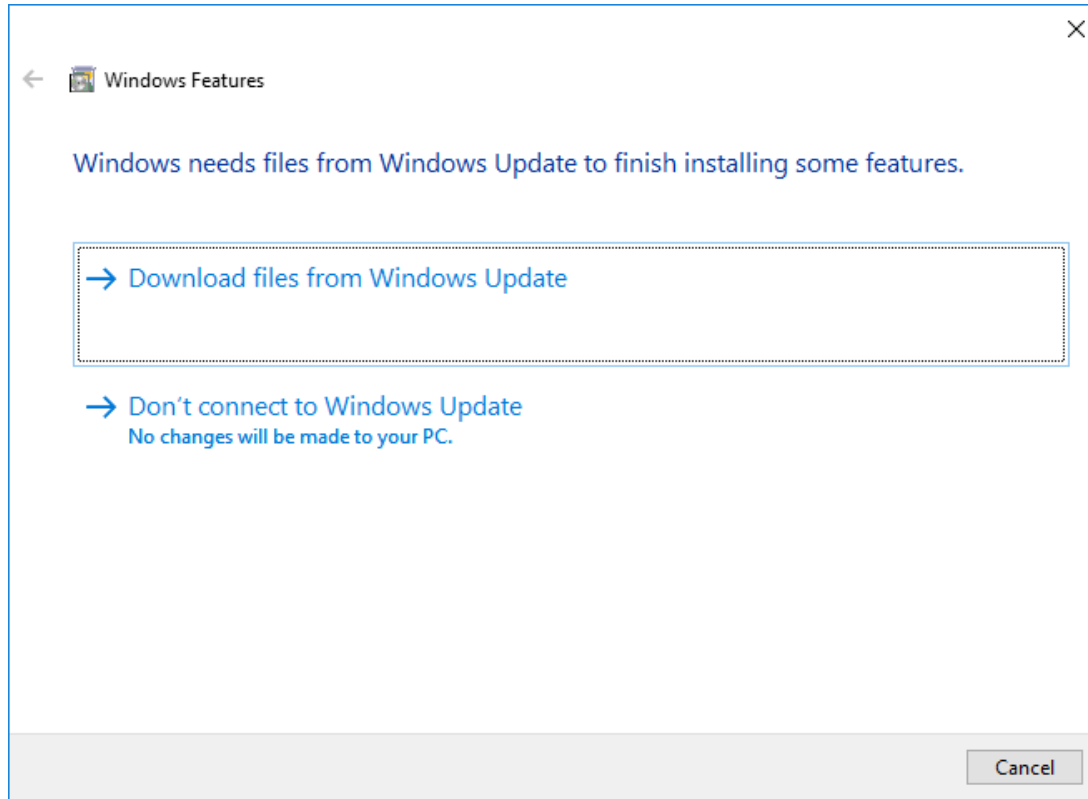 Windows Features
Windows needs files from Windows Update to finish installing some features.
Download files from Windows Update
Don't connect to Windows Update
No changes will be made to your PC.
Cancel